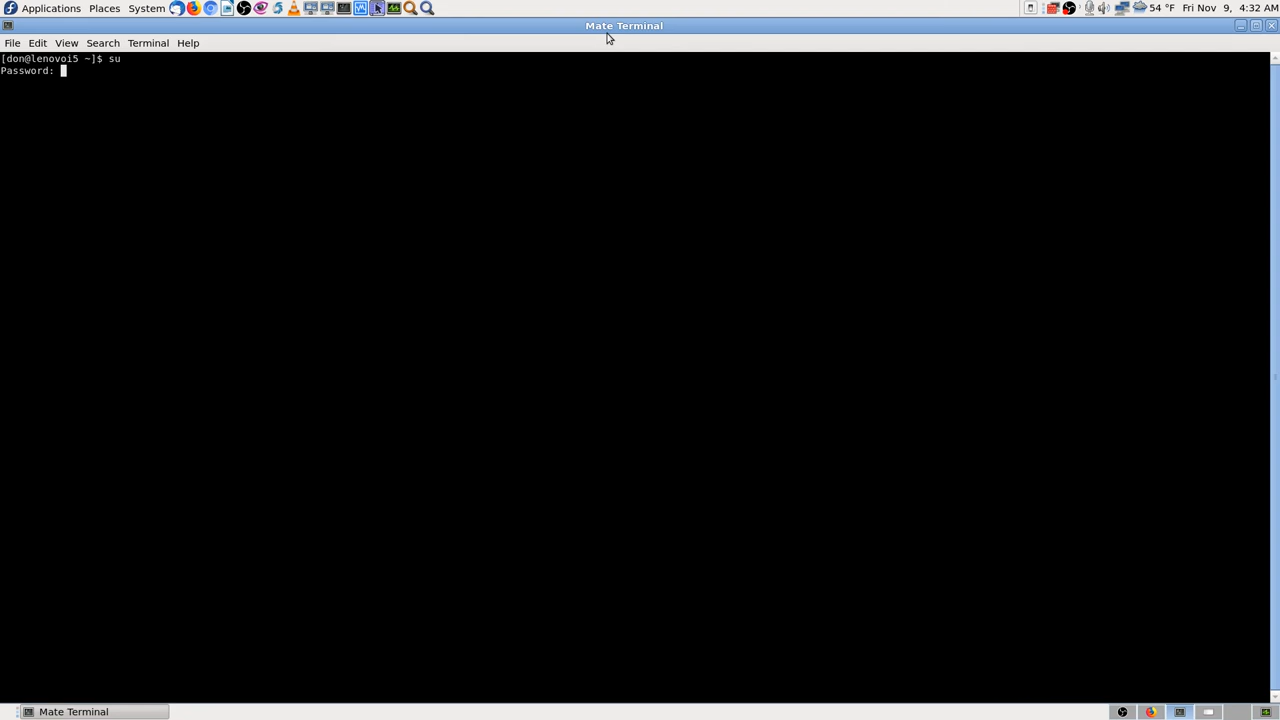 Applications Places System 54 °F Fri Nov 9, 4:32 AM
Mate Terminal
File Edit View Search Terminal Help
[don@lenovoi5 ~]$ su
Password:
Mate Terminal